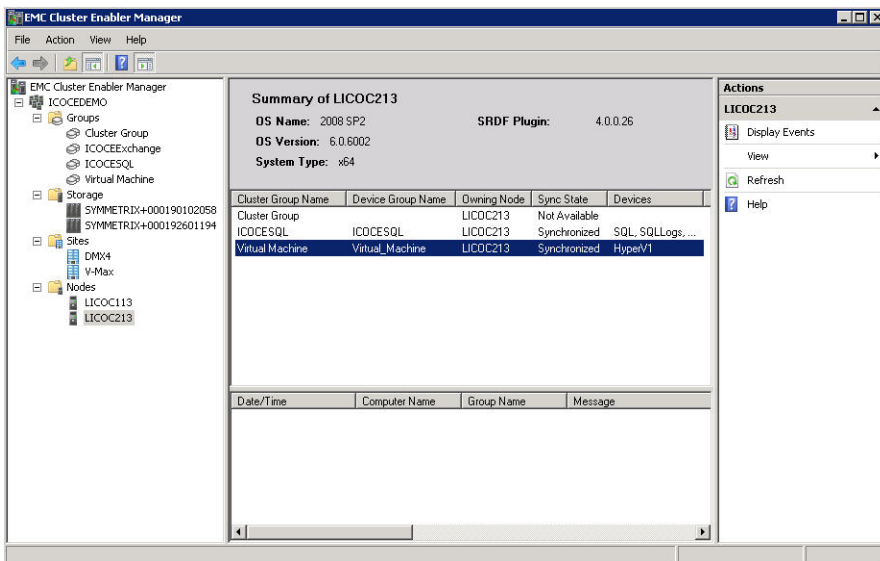 EMC Cluster Enabler Manager
File Action View Help
EMC Cluster Enabler Manager
ICOCEDEMO
Groups
Cluster Group
ICOCEExchange
ICOCESQL
Virtual Machine
Storage
SYMMETRIX+000190102058
SYMMETRIX+000192601194
Sites
DMX4
V-Max
Nodes
LICOC113
LICOC213
Summary of LICOC213
OS Name: 2008 SP2 SRDF Plugin: 4.0.0.26
OS Version: 6.0.6002
System Type: x64
Cluster Group Name Device Group Name Owning Node Sync State Devices
Cluster Group LICOC213 Not Available
ICOCESQL ICOCESQL LICOC213 Synchronized SQL, SQLLogs, ...
Virtual Machine Virtual_Machine LICOC213 Synchronized HyperV1
Date/Time Computer Name Group Name Message
Actions
LICOC213
Display Events
View
Refresh
Help